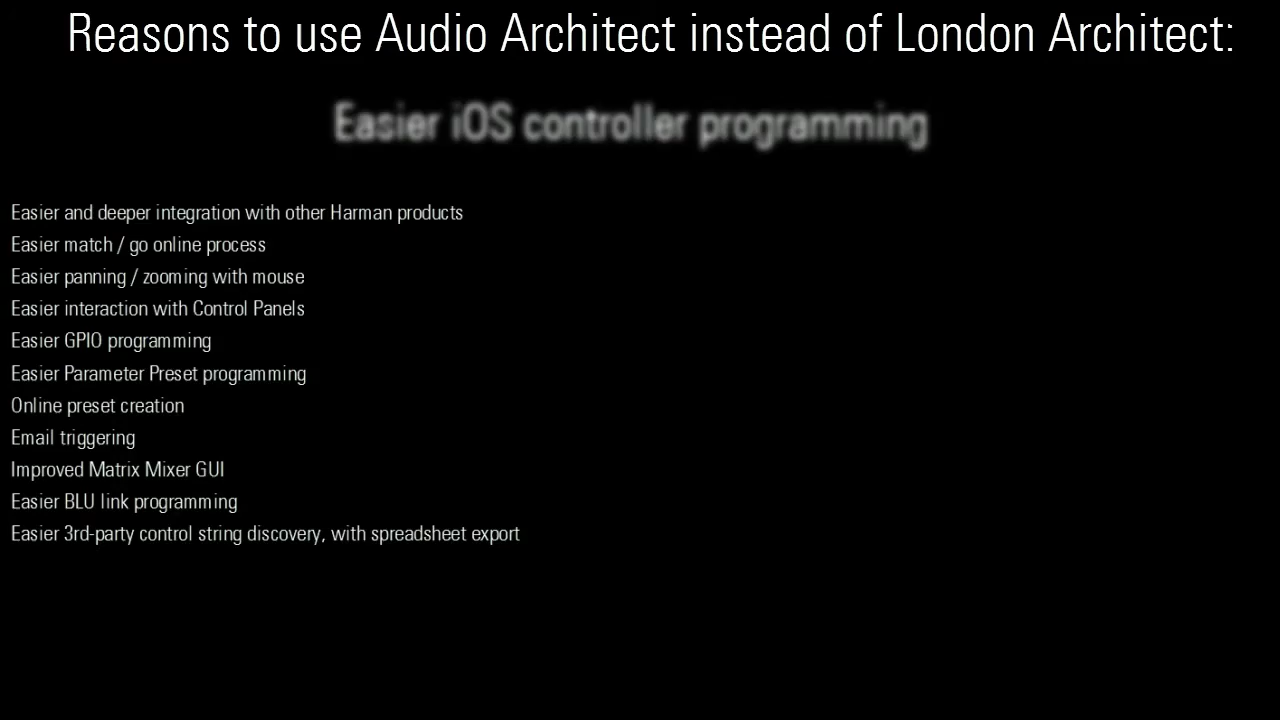 Reasons to use Audio Architect instead of London Architect:
Easier iOS controller programming
Easier and deeper integration with other Harman products
Easier match / go online process
Easier panning / zooming with mouse
Easier interaction with Control Panels
Easier GPIO programming
Easier Parameter Preset programming
Online preset creation
Email triggering
Improved Matrix Mixer GUI
Easier BLU link programming
Easier 3rd-party control string discovery, with spreadsheet export